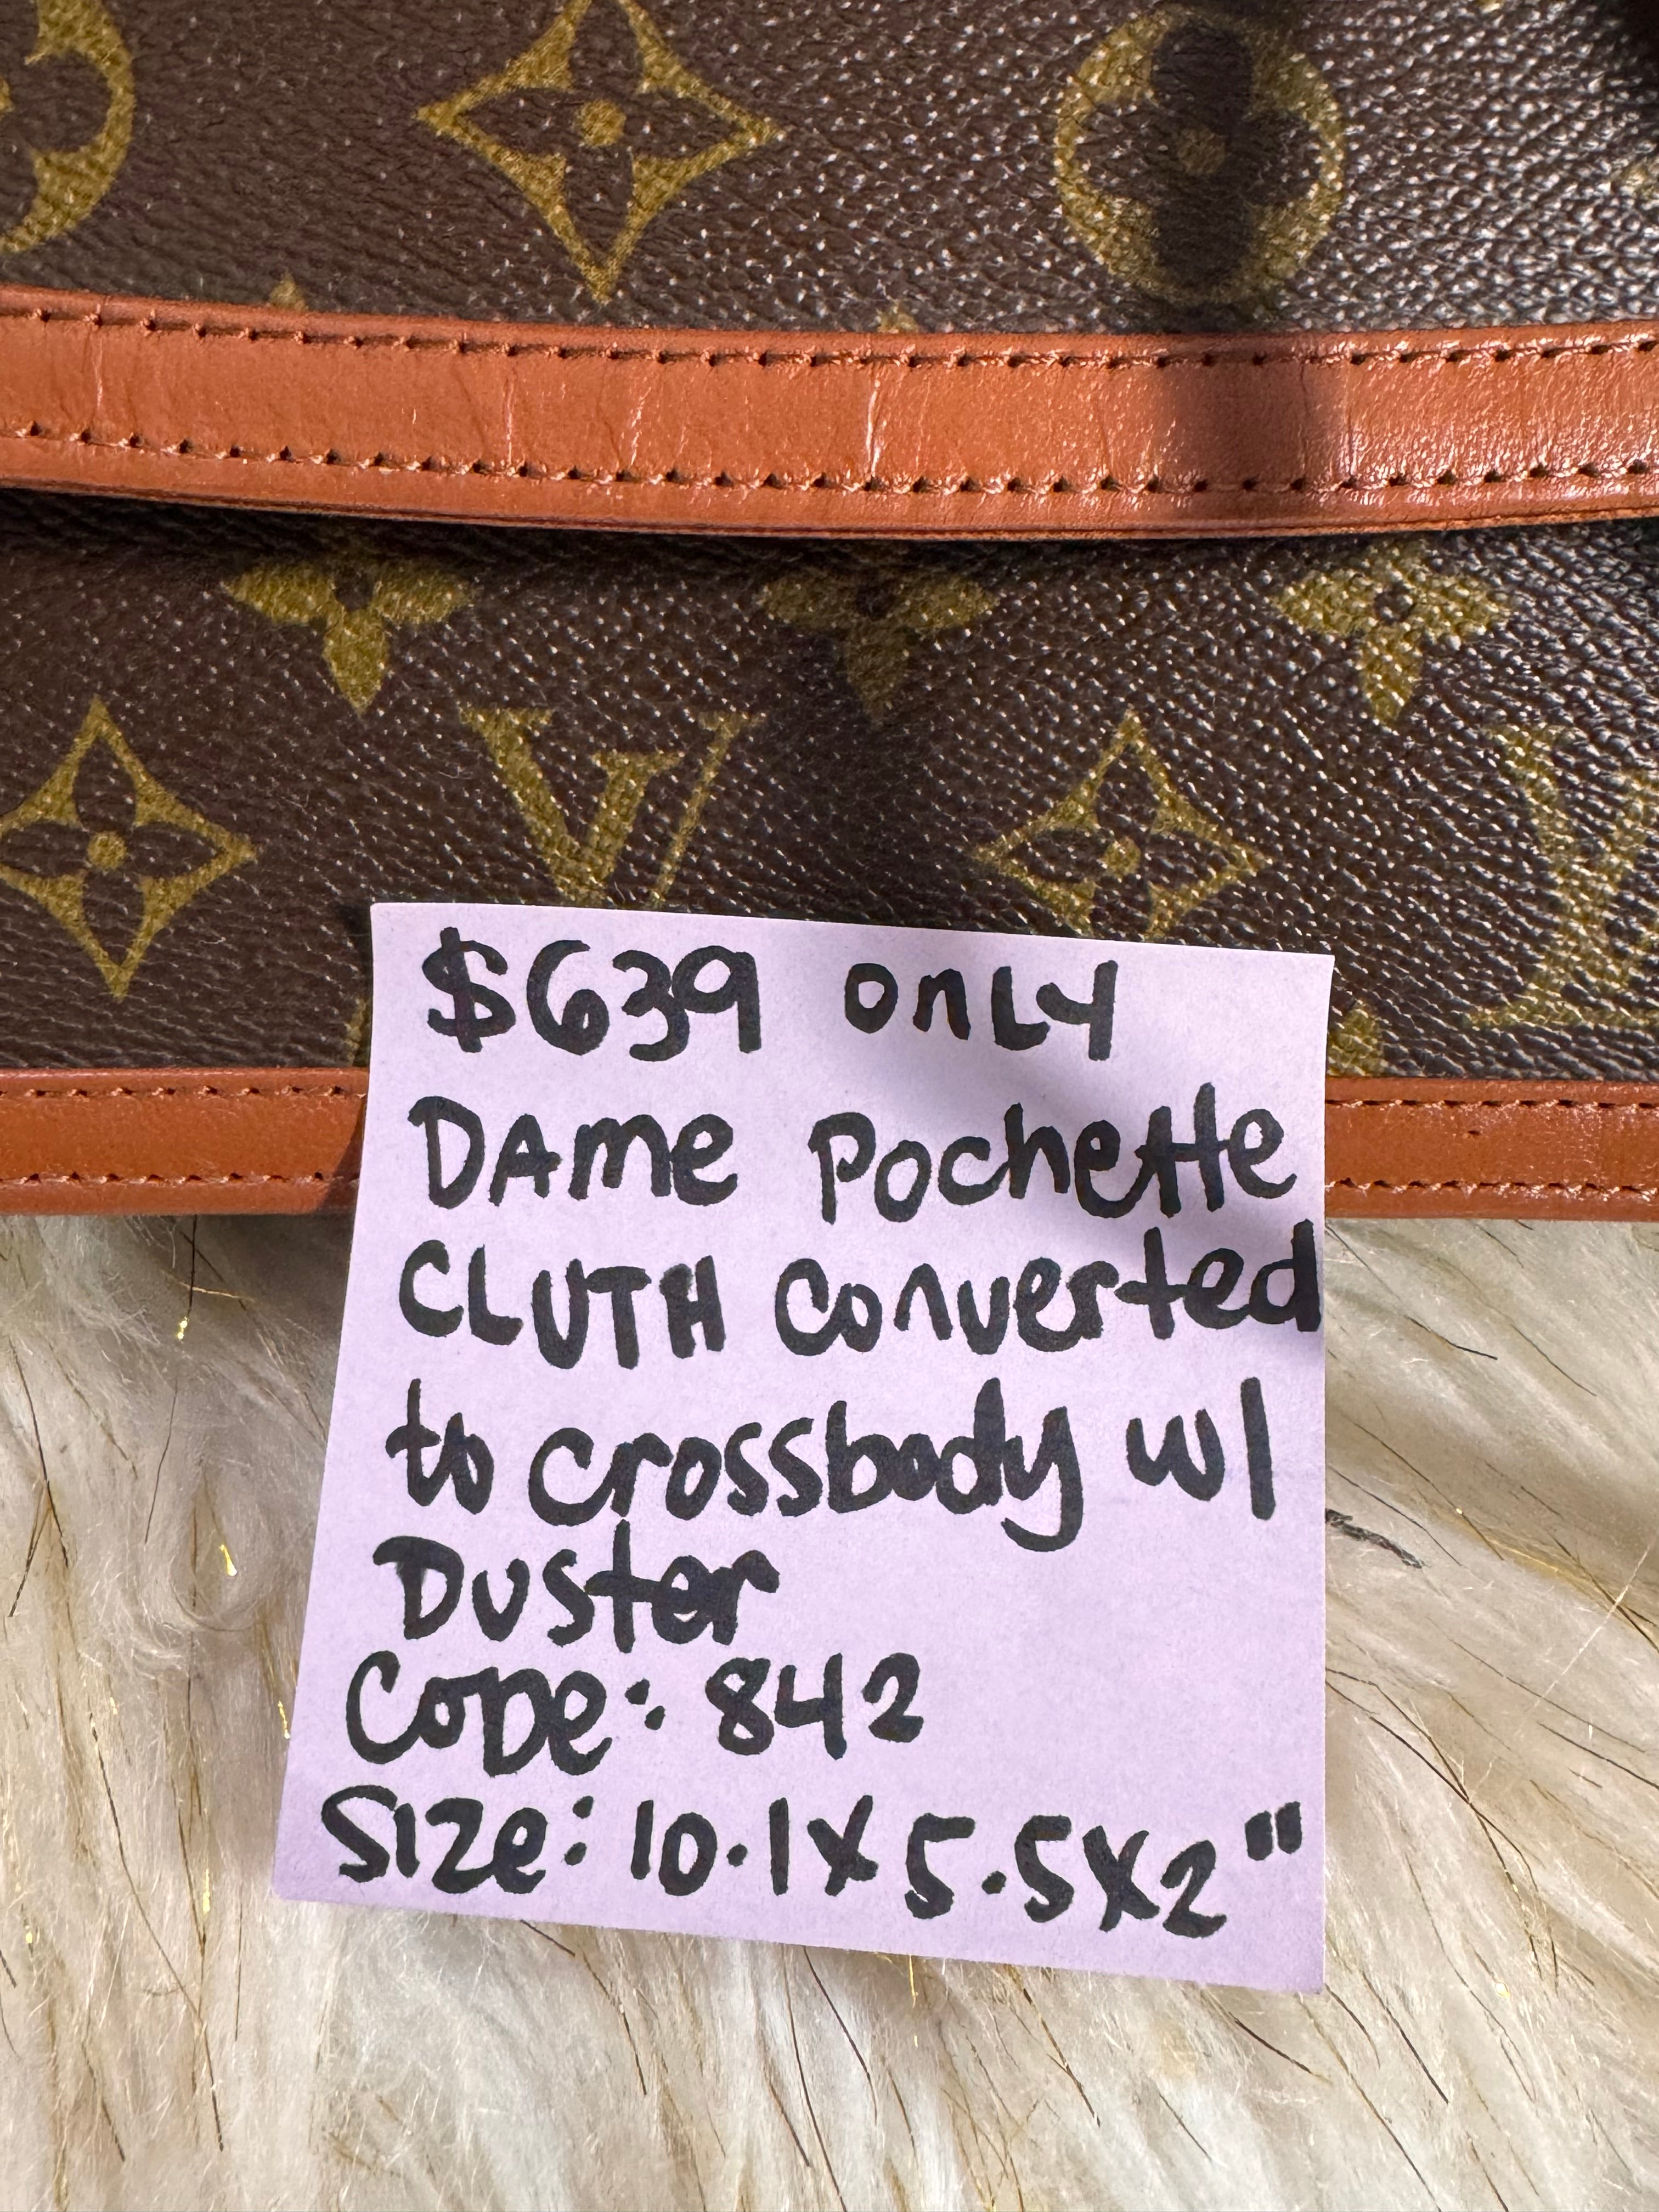 $639 only
DAme Pochette
CLUTH Converted
to crossbody w/
Duster
CODe: 842
Size: 10.1x5.5x2"